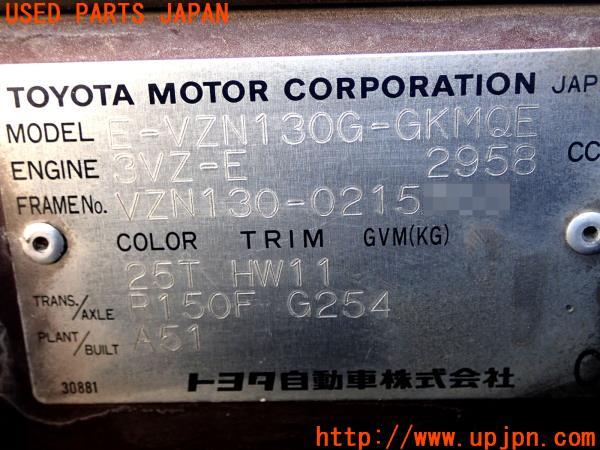 USED PARTS JAPAN
TOYOTA MOTOR CORPORATION JAP
MODEL E-VZN130G-GKMQE
ENGINE 3VZ-E 2958 CC
FRAME No. VZN130-0215
COLOR TRIM GVM(KG)
25T HW11
TRANS./AXLE P150F G254
PLANT/BUILT A51
30881 トヨタ自動車株式会社
http://www.upjpn.com